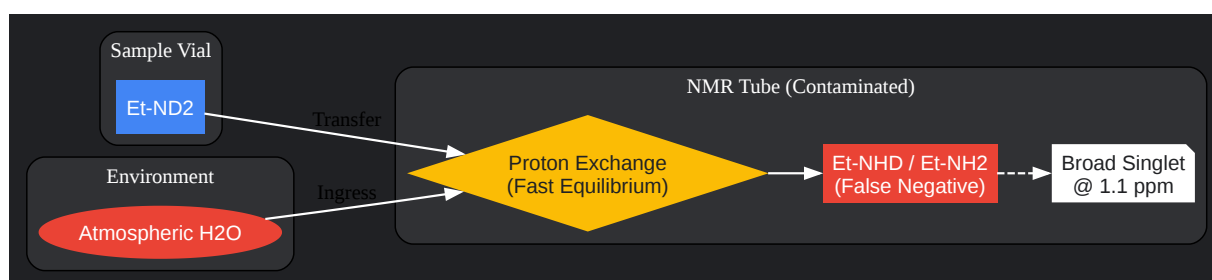 Sample Vial
Et-ND2
Transfer
Environment
Atmospheric H2O
Ingress
NMR Tube (Contaminated)
Proton Exchange
(Fast Equilibrium)
Et-NHD / Et-NH2
(False Negative)
Broad Singlet
@ 1.1 ppm